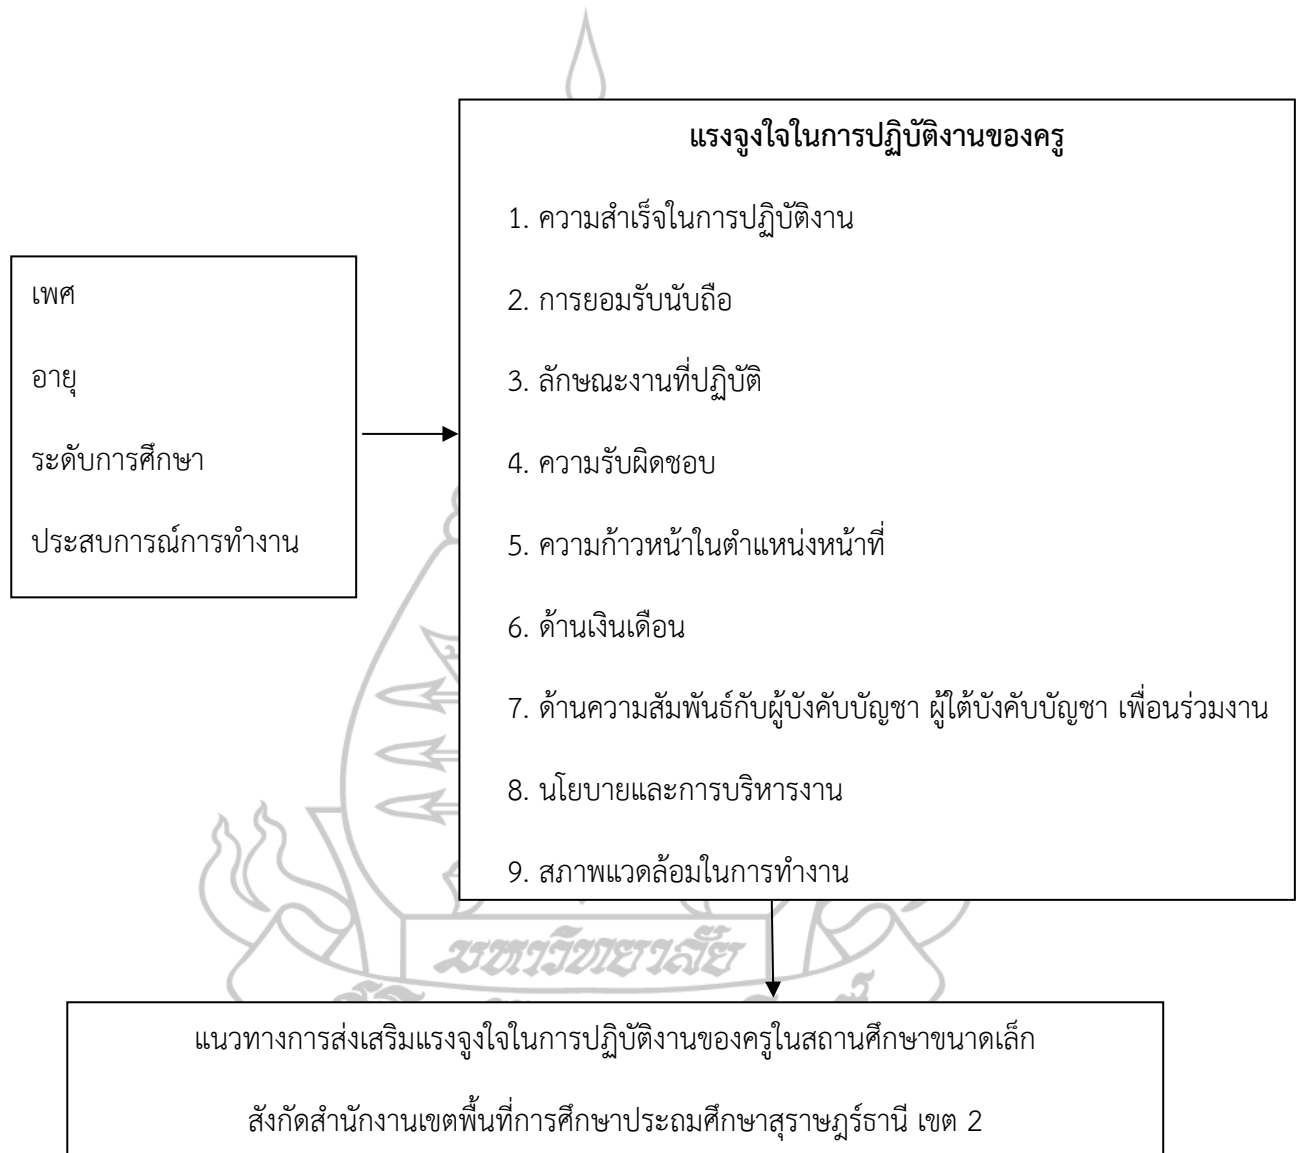 แรงจูงใจในการปฏิบัติงานของครู
1. ความสำเร็จในการปฏิบัติงาน
2. การยอมรับนับถือ
3. ลักษณะงานที่ปฏิบัติ
4. ความรับผิดชอบ
5. ความก้าวหน้าในตำแหน่งหน้าที่
6. ด้านเงินเดือน
7. ด้านความสัมพันธ์กับผู้บังคับบัญชา ผู้ใต้บังคับบัญชา เพื่อนร่วมงาน
8. นโยบายและการบริหารงาน
9. สภาพแวดล้อมในการทำงาน
เพศ
อายุ
ระดับการศึกษา
ประสบการณ์การทำงาน
มหาวิทยาลัย
แนวทางการส่งเสริมแรงจูงใจในการปฏิบัติงานของครูในสถานศึกษาขนาดเล็ก
สังกัดสำนักงานเขตพื้นที่การศึกษาประถมศึกษาสุราษฎร์ธานี เขต 2